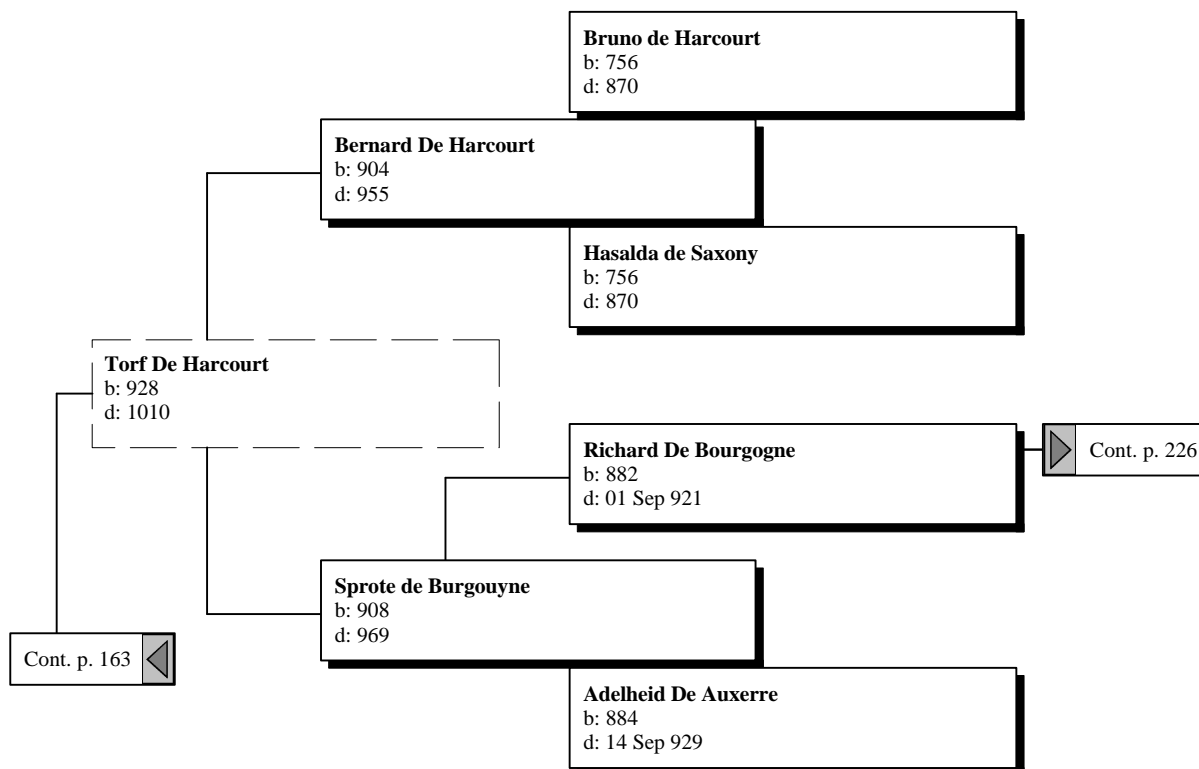 Bruno de Harcourt
b: 756
d: 870
Bernard De Harcourt
b: 904
d: 955
Hasalda de Saxony
b: 756
d: 870
Torf De Harcourt
b: 928
d: 1010
Richard De Bourgogne
b: 882
d: 01 Sep 921
Cont. p. 226
Sprote de Burgouyne
b: 908
d: 969
Cont. p. 163
Adelheid De Auxerre
b: 884
d: 14 Sep 929